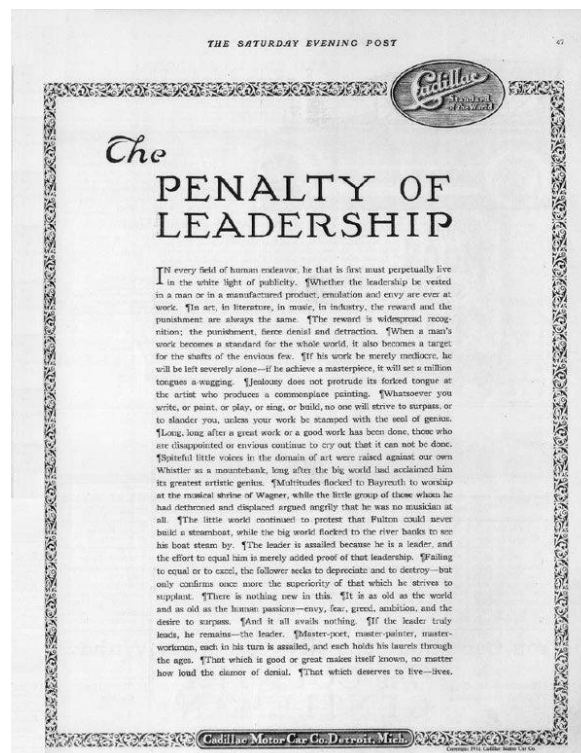 THE SATURDAY EVENING POST 47
Cadillac
Standard
of the World
The
PENALTY OF
LEADERSHIP
IN every field of human endeavor, he that is first must perpetually live
in the white light of publicity. ¶Whether the leadership be vested
in a man or in a manufactured product, emulation and envy are ever at
work. ¶In art, in literature, in music, in industry, the reward and the
punishment are always the same. ¶The reward is widespread recog-
nition; the punishment, fierce denial and detraction. ¶When a man's
work becomes a standard for the whole world, it also becomes a target
for the shafts of the envious few. ¶If his work be merely mediocre, he
will be left severely alone—if he achieve a masterpiece, it will set a million
tongues a-wagging. ¶Jealousy does not protrude its forked tongue at
the artist who produces a commonplace painting. ¶Whatsoever you
write, or paint, or play, or sing, or build, no one will strive to surpass, or
to slander you, unless your work be stamped with the seal of genius.
¶Long, long after a great work or a good work has been done, those who
are disappointed or envious continue to cry out that it can not be done.
¶Spiteful little voices in the domain of art were raised against our own
Whistler as a mountebank, long after the big world had acclaimed him
its greatest artistic genius. ¶Multitudes flocked to Bayreuth to worship
at the musical shrine of Wagner, while the little group of those whom he
had dethroned and displaced argued angrily that he was no musician at
all. ¶The little world continued to protest that Fulton could never
build a steamboat, while the big world flocked to the river banks to see
his boat steam by. ¶The leader is assailed because he is a leader, and
the effort to equal him is merely added proof of that leadership. ¶Failing
to equal or to excel, the follower seeks to depreciate and to destroy—but
only confirms once more the superiority of that which he strives to
supplant. ¶There is nothing new in this. ¶It is as old as the world
and as old as the human passions—envy, fear, greed, ambition, and the
desire to surpass. ¶And it all avails nothing. ¶If the leader truly
leads, he remains—the leader. ¶Master-poet, master-painter, master-
workman, each in his turn is assailed, and each holds his laurels through
the ages. ¶That which is good or great makes itself known, no matter
how loud the clamor of denial. ¶That which deserves to live—lives.
Cadillac Motor Car Co. Detroit, Mich.
Cadillac Motor Car Co.